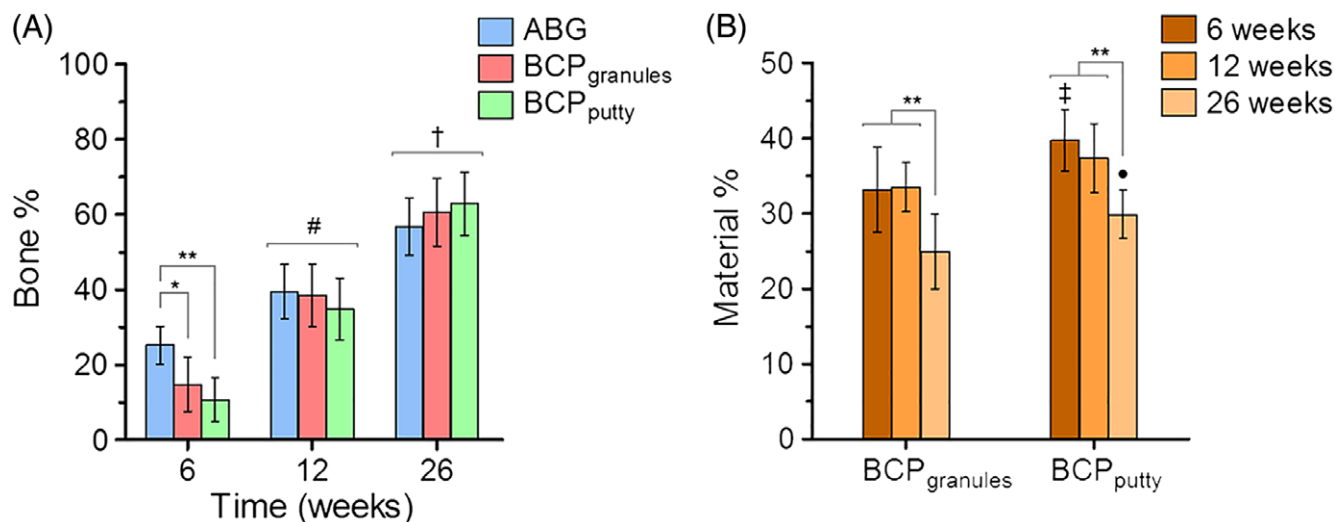 (A)
ABG
BCPgranules
BCPputty
Bone %
100
80
60
40
20
0
**
*
#
†
6
12
26
Time (weeks)
(B)
6 weeks
12 weeks
26 weeks
Material %
50
40
30
20
10
0
**
‡
**
•
BCPgranules
BCPputty